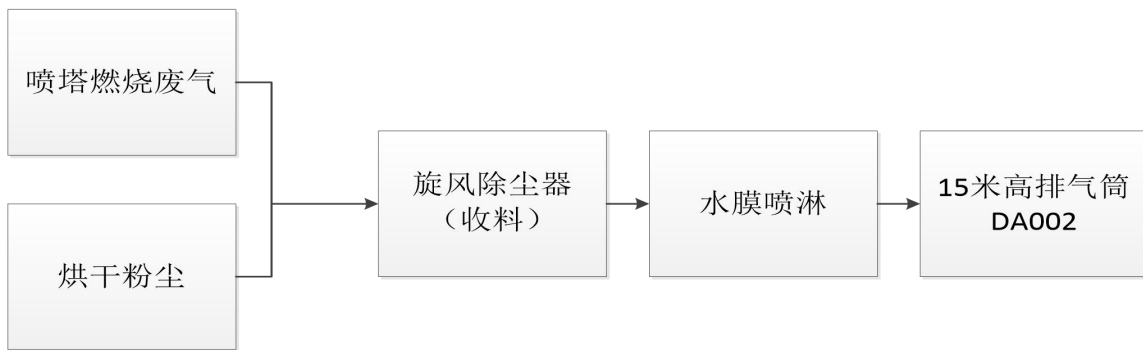 喷塔燃烧废气
烘干粉尘
旋风除尘器
（收料）
水膜喷淋
15米高排气筒
DA002